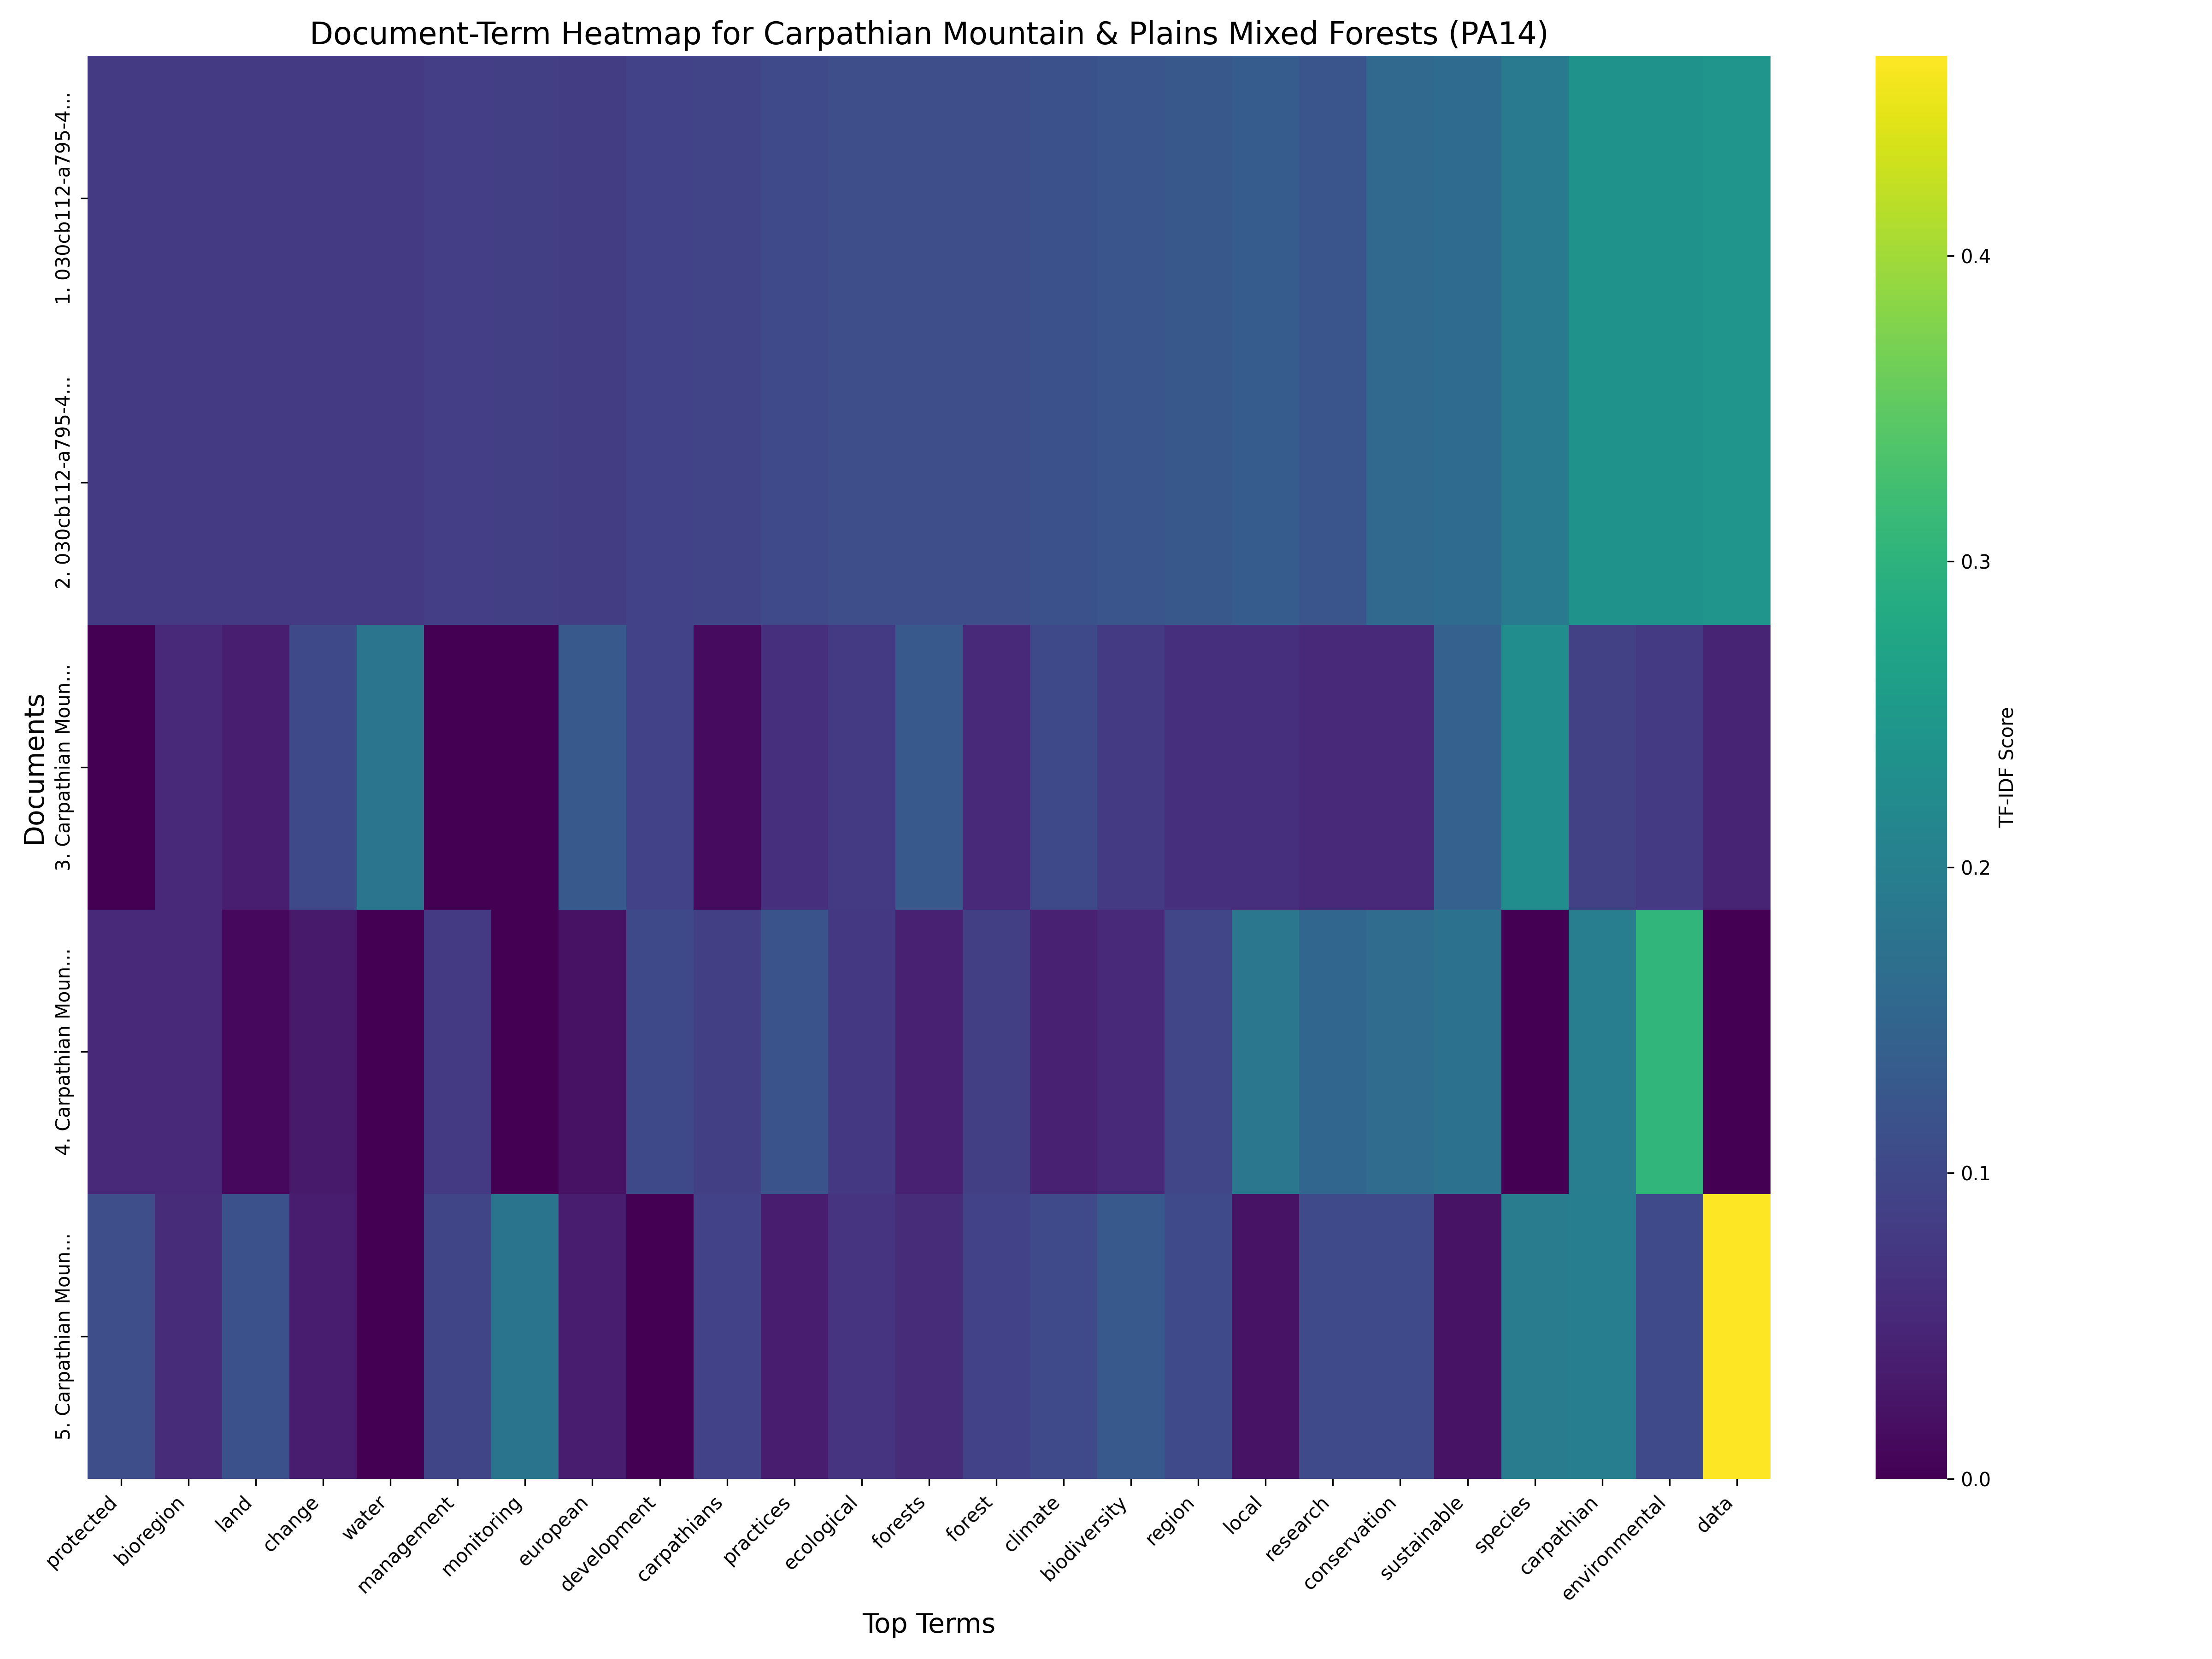 Document-Term Heatmap for Carpathian Mountain & Plains Mixed Forests (PA14)
Documents
1. 030cb112-a795-4...
2. 030cb112-a795-4...
3. Carpathian Moun...
4. Carpathian Moun...
5. Carpathian Moun...
protected
bioregion
land
change
water
management
monitoring
european
development
carpathians
practices
ecological
forests
forest
climate
biodiversity
region
local
research
conservation
sustainable
species
carpathian
environmental
data
Top Terms
0.4
0.3
0.2
0.1
0.0
TF-IDF Score